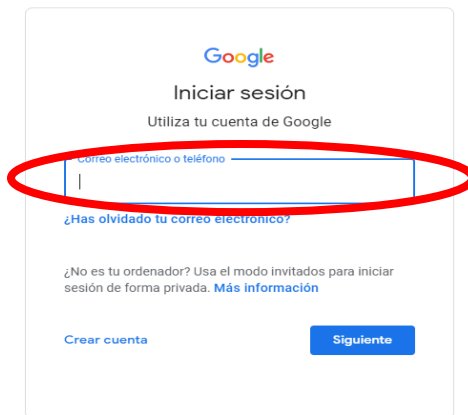 Google
Iniciar sesión
Utiliza tu cuenta de Google
Correo electrónico o teléfono
¿Has olvidado tu correo electrónico?
¿No es tu ordenador? Usa el modo invitados para iniciar
sesión de forma privada. Más información
Crear cuenta
Siguiente